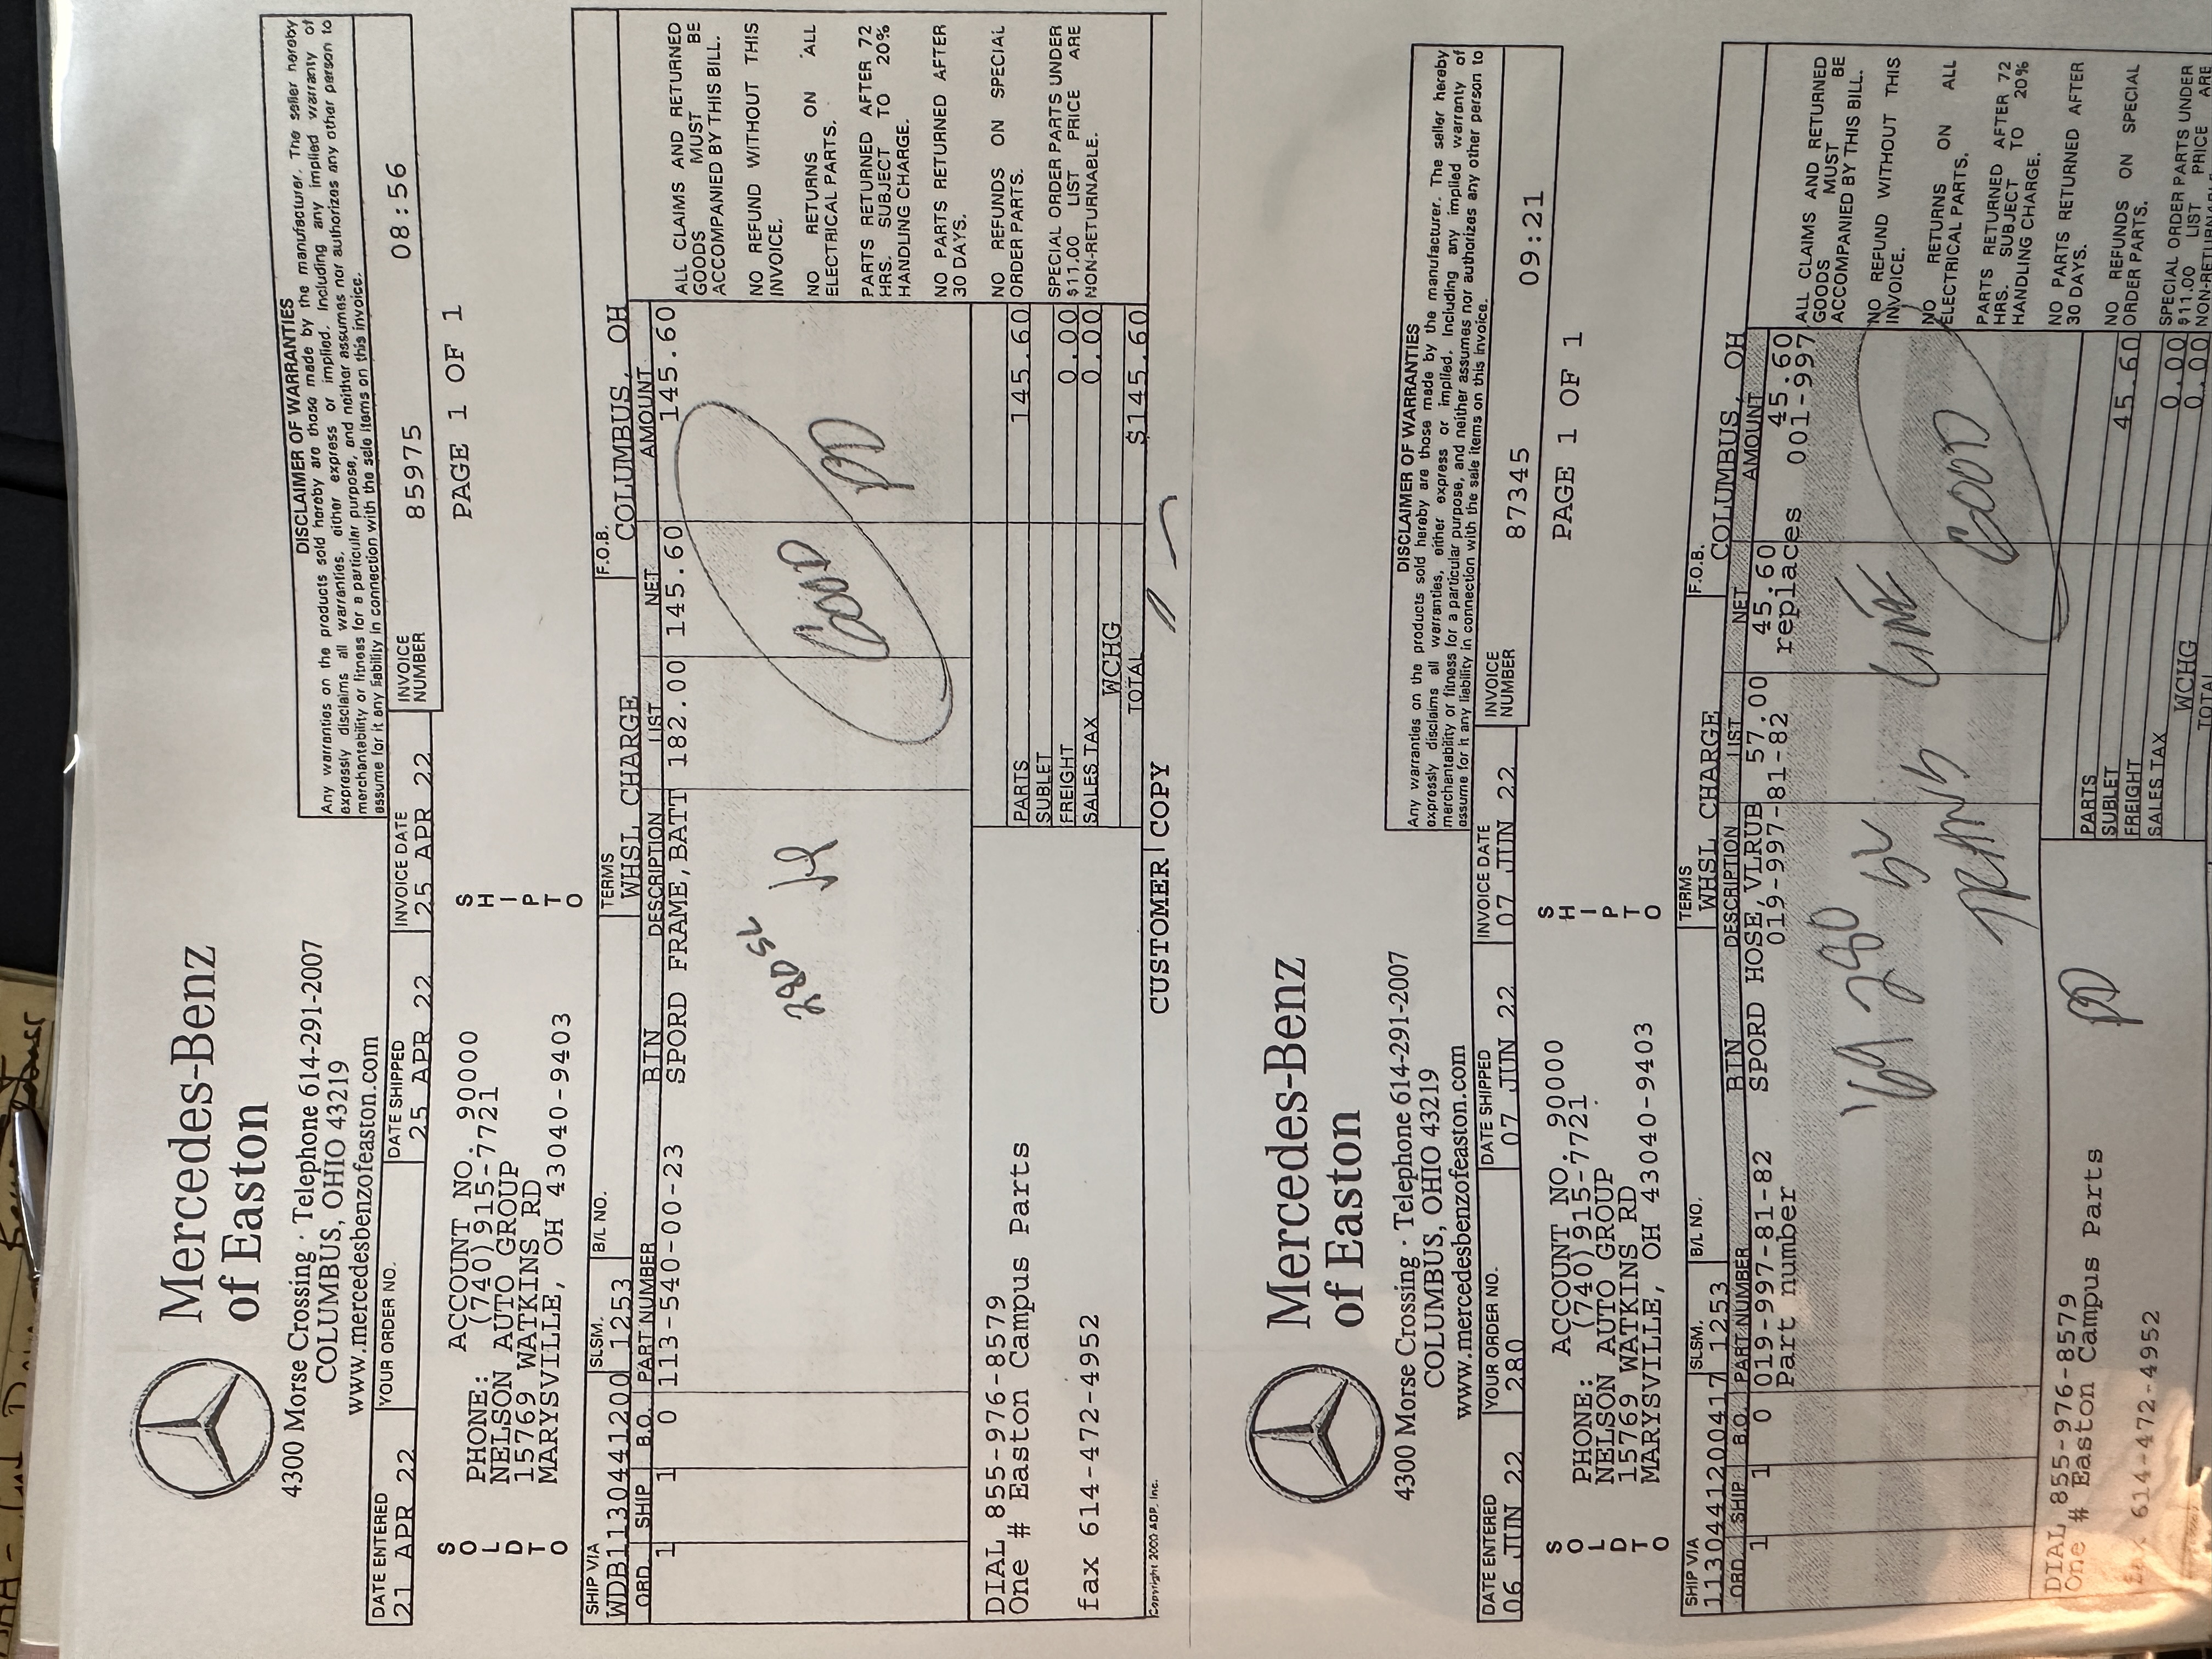 Mercedes-Benz
of Easton
4300 Morse Crossing · Telephone 614-291-2007
COLUMBUS, OHIO 43219
www.mercedesbenzofeaston.com
DISCLAIMER OF WARRANTIES
Any warranties on the products sold hereby are those made by the manufacturer. The seller hereby
expressly disclaims all warranties, either express or implied, Including any implied warranty of
merchantability or fitness for a particular purpose, and neither assumes nor authorizes any other person to
assume for it any liability in connection with the sale items on this invoice.
DATE ENTERED YOUR ORDER NO. DATE SHIPPED INVOICE DATE INVOICE NUMBER
21 APR 22 25 APR 22 25 APR 22 85975 08:56
PAGE 1 OF 1
SOLD TO
SHIP TO
ACCOUNT NO. 90000
PHONE: (740)915-7721
NELSON AUTO GROUP
15769 WATKINS RD
MARYSVILLE, OH 43040-9403
SHIP VIA SLSM. B/L NO. TERMS F.O.B.
WDB1130441200 1253 WHSL CHARGE COLUMBUS, OH
ORD. SHIP B.O. PART NUMBER BIN DESCRIPTION LIST NET AMOUNT
1 1 0 113-540-00-23 SPORD FRAME,BATT 182.00 145.60 145.60
280 SL
GOOD
PD
ALL CLAIMS AND RETURNED
GOODS MUST BE
ACCOMPANIED BY THIS BILL.
NO REFUND WITHOUT THIS
INVOICE.
NO RETURNS ON ALL
ELECTRICAL PARTS.
PARTS RETURNED AFTER 72
HRS. SUBJECT TO 20%
HANDLING CHARGE.
NO PARTS RETURNED AFTER
30 DAYS.
NO REFUNDS ON SPECIAL
ORDER PARTS.
SPECIAL ORDER PARTS UNDER
$11.00 LIST PRICE ARE
NON-RETURNABLE.
DIAL 855-976-8579
One # Easton Campus Parts
fax 614-472-4952
PARTS 145.60
SUBLET
FREIGHT 0.00
SALES TAX 0.00
WCHG
TOTAL $145.60
Copyright 2000 ADP, Inc.
CUSTOMER COPY
Mercedes-Benz
of Easton
4300 Morse Crossing · Telephone 614-291-2007
COLUMBUS, OHIO 43219
www.mercedesbenzofeaston.com
DISCLAIMER OF WARRANTIES
Any warranties on the products sold hereby are those made by the manufacturer. The seller hereby
expressly disclaims all warranties, either express or implied, Including any implied warranty of
merchantability or fitness for a particular purpose, and neither assumes nor authorizes any other person to
assume for it any liability in connection with the sale items on this invoice.
DATE ENTERED YOUR ORDER NO. DATE SHIPPED INVOICE DATE INVOICE NUMBER
06 JUN 22 280 07 JUN 22 07 JUN 22 87345 09:21
PAGE 1 OF 1
SOLD TO
SHIP TO
ACCOUNT NO. 90000
PHONE: (740)915-7721
NELSON AUTO GROUP
15769 WATKINS RD
MARYSVILLE, OH 43040-9403
SHIP VIA SLSM. B/L NO. TERMS F.O.B.
1130441200417 1253 WHSL CHARGE COLUMBUS, OH
ORD. SHIP B.O. PART NUMBER BIN DESCRIPTION LIST NET AMOUNT
1 1 0 019-997-81-82 SPORD HOSE,VLRUB 57.00 45.60 45.60
Part number 019-997-81-82 replaces 001-997
'69 280 SL
TRANS LINE
GOOD
PD
ALL CLAIMS AND RETURNED
GOODS MUST BE
ACCOMPANIED BY THIS BILL.
NO REFUND WITHOUT THIS
INVOICE.
NO RETURNS ON ALL
ELECTRICAL PARTS.
PARTS RETURNED AFTER 72
HRS. SUBJECT TO 20%
HANDLING CHARGE.
NO PARTS RETURNED AFTER
30 DAYS.
NO REFUNDS ON SPECIAL
ORDER PARTS.
SPECIAL ORDER PARTS UNDER
$11.00 LIST PRICE ARE
DIAL 855-976-8579
One # Easton Campus Parts
fax 614-472-4952
PARTS 45.60
SUBLET
FREIGHT 0.00
SALES TAX 0.00
WCHG
TOTAL